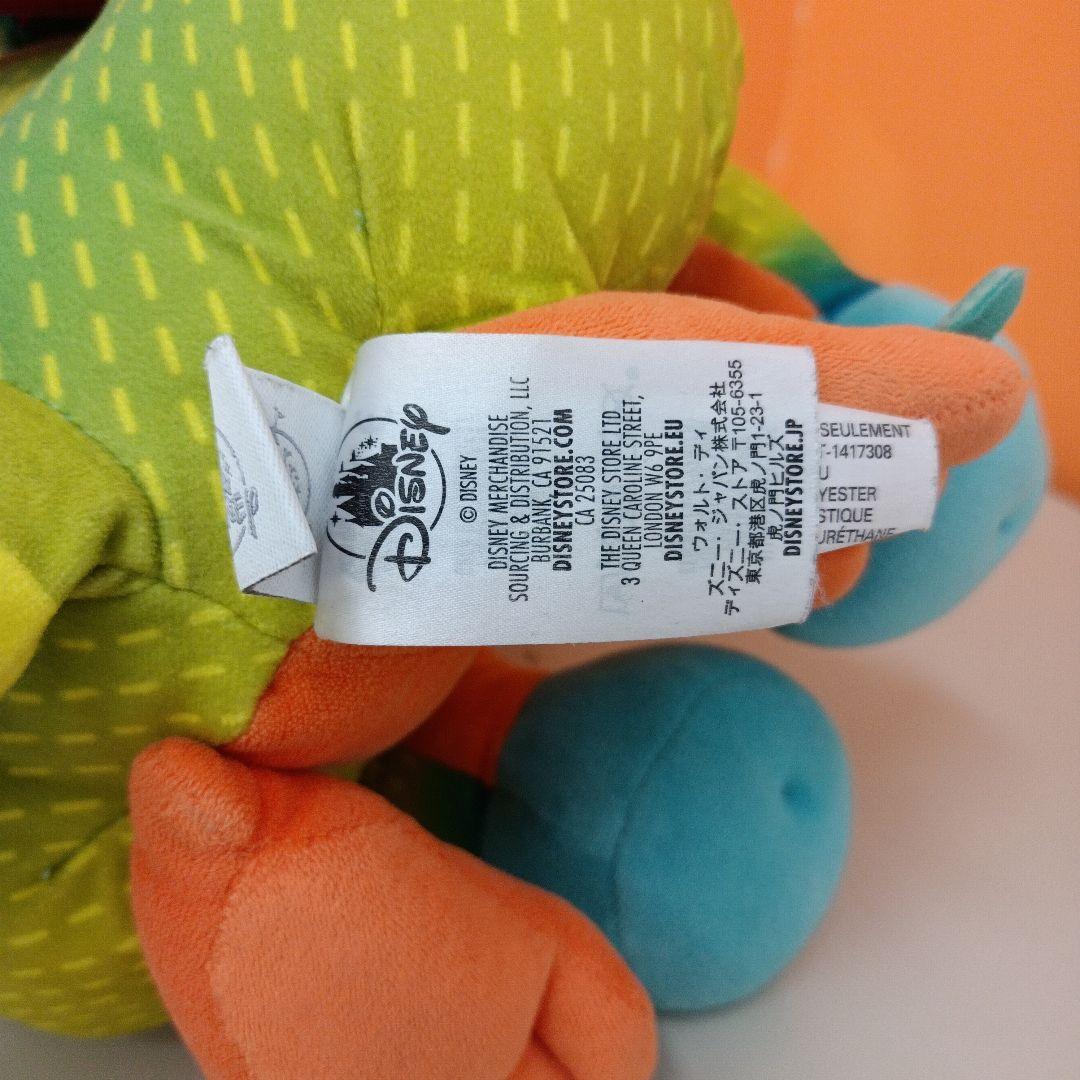 Disney
© DISNEY
DISNEY MERCHANDISE
SOURCING & DISTRIBUTION, LLC
BURBANK, CA 91521
DISNEYSTORE.COM
CA 25083
THE DISNEY STORE LTD
3 QUEEN CAROLINE STREET,
LONDON W6 9PE
DISNEYSTORE.EU
ウォルト・ディ
ズニー・ジャパン株式会社
ディズニー・ストア 〒105-6355
東京都港区虎ノ門1-23-1
虎ノ門ヒルズ
DISNEYSTORE.JP
SEULEMENT
T-1417308
U
YESTER
STIQUE
URÉTHANE